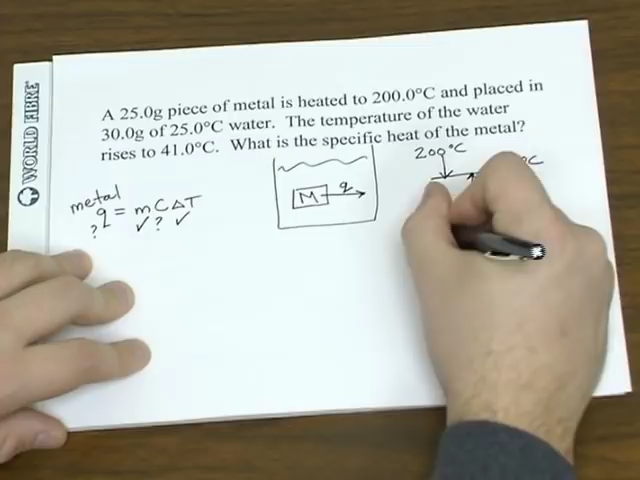 WORLD FIBRE
A 25.0g piece of metal is heated to 200.0°C and placed in
30.0g of 25.0°C water. The temperature of the water
rises to 41.0°C. What is the specific heat of the metal?
200°C
°C
metal
q = m C Δ T
? ✓ ? ✓
M q